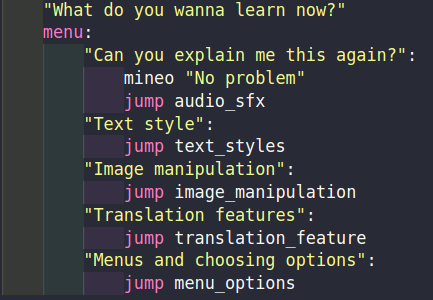 "What do you wanna learn now?"
menu:
"Can you explain me this again?":
mineo "No problem"
jump audio_sfx
"Text style":
jump text_styles
"Image manipulation":
jump image_manipulation
"Translation features":
jump translation_feature
"Menus and choosing options":
jump menu_options